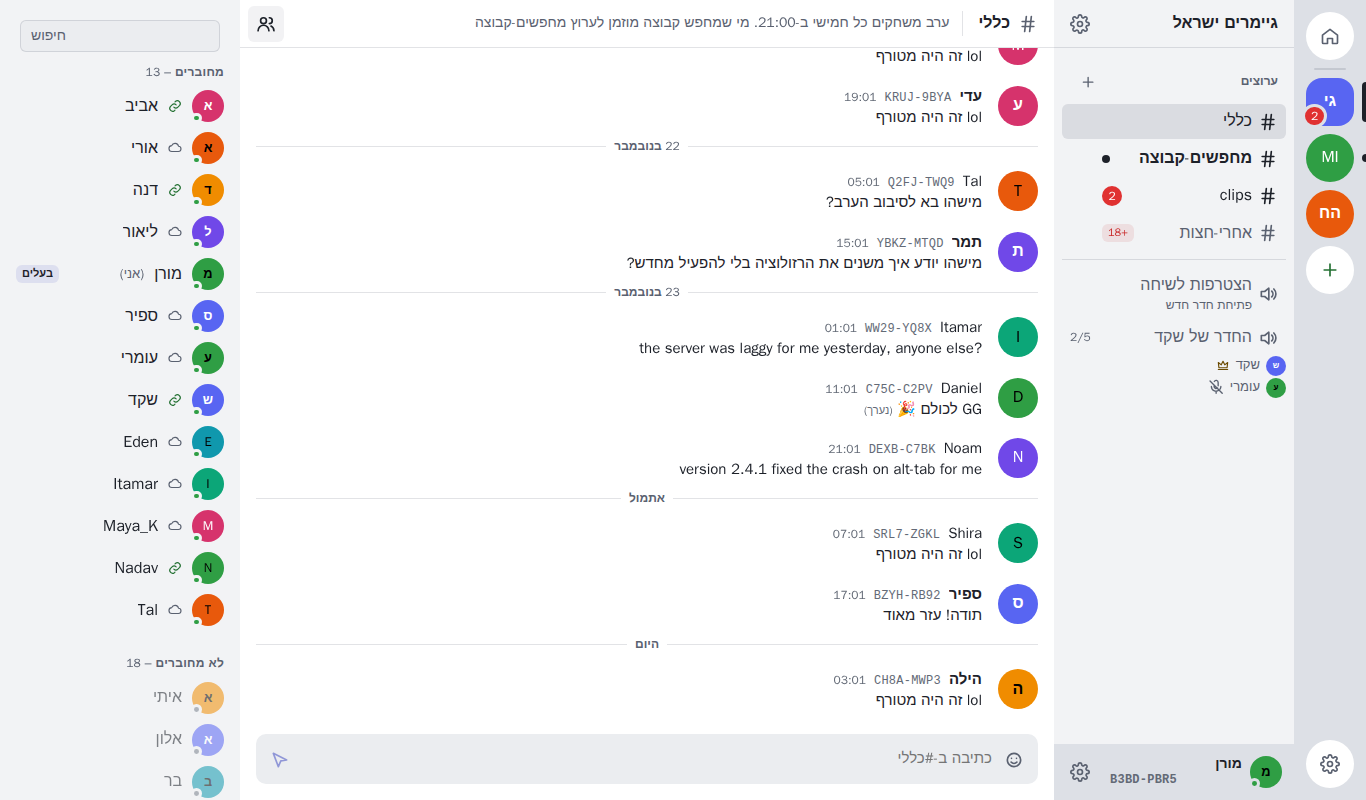 גי
2
MI
הח
גיימרים ישראל
ערוצים
כללי
מחפשים-קבוצה
clips
2
אחרי-חצות
18+
הצטרפות לשיחה
פתיחת חדר חדש
החדר של שקד
2/5
ש
שקד
ע
עומרי
מ
מורן
B3BD-PBR5
# כללי
ערב משחקים כל חמישי ב-21:00. מי שמחפש קבוצה מוזמן לערוץ מחפשים-קבוצה
lol זה היה מטורף
ע
עדי KRUJ-9BYA 19:01
lol זה היה מטורף
22 בנובמבר
T
Tal Q2FJ-TWQ9 05:01
מישהו בא לסיבוב הערב?
ת
תמר YBKZ-MTQD 15:01
מישהו יודע איך משנים את הרזולוציה בלי להפעיל מחדש?
23 בנובמבר
I
Itamar WW29-YQ8X 01:01
the server was laggy for me yesterday, anyone else?
D
Daniel C75C-C2PV 11:01
GG לכולם 🎉 (נערך)
N
Noam DEXB-C7BK 21:01
version 2.4.1 fixed the crash on alt-tab for me
אתמול
S
Shira SRL7-ZGKL 07:01
lol זה היה מטורף
ס
ספיר BZYH-RB92 17:01
תודה! עזר מאוד
היום
ה
הילה CH8A-MWP3 03:01
lol זה היה מטורף
כתיבה ב-#כללי
חיפוש
מחוברים – 13
א
אביב
א
אורי
ד
דנה
ל
ליאור
מ
מורן (אני) בעלים
ס
ספיר
ע
עומרי
ש
שקד
E
Eden
I
Itamar
M
Maya_K
N
Nadav
T
Tal
לא מחוברים – 18
א
איתי
א
אלון
ב
בר